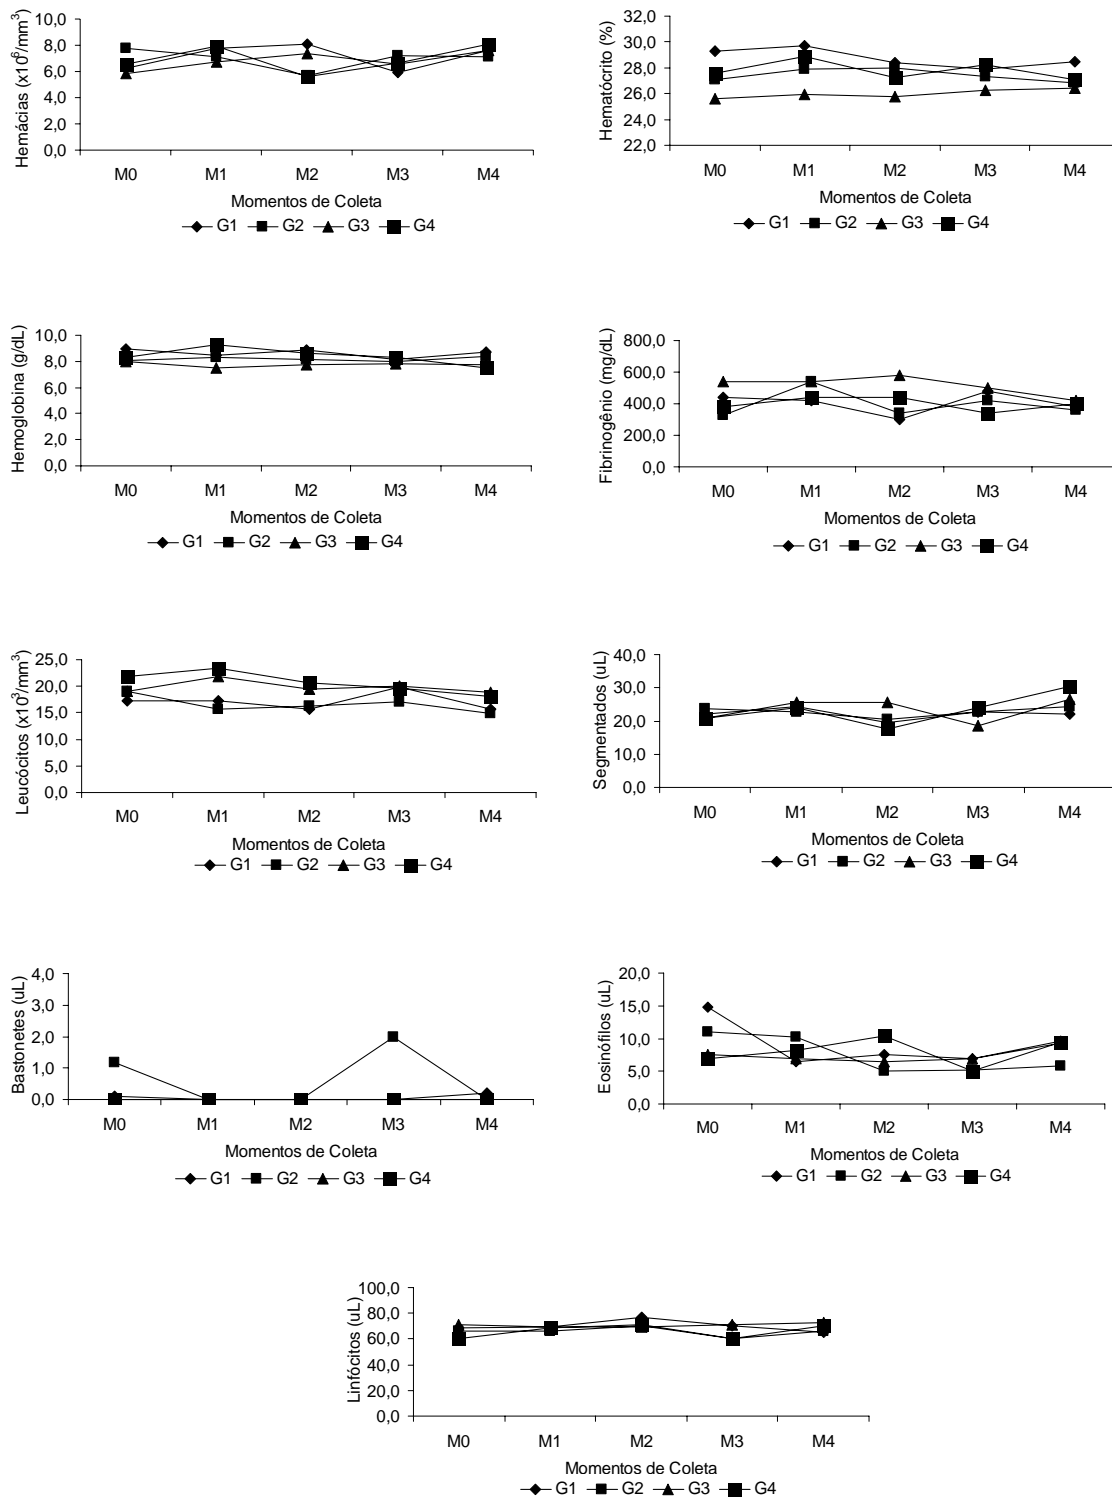 Hemácias (x10⁶/mm³)
10,0
8,0
6,0
4,0
2,0
0,0
M0 M1 M2 M3 M4
Momentos de Coleta
G1 G2 G3 G4
Hematócrito (%)
32,0
30,0
28,0
26,0
24,0
22,0
M0 M1 M2 M3 M4
Momentos de Coleta
G1 G2 G3 G4
Hemoglobina (g/dL)
10,0
8,0
6,0
4,0
2,0
0,0
M0 M1 M2 M3 M4
Momentos de Coleta
G1 G2 G3 G4
Fibrinogênio (mg/dL)
800,0
600,0
400,0
200,0
0,0
M0 M1 M2 M3 M4
Momentos de Coleta
G1 G2 G3 G4
Leucócitos (x10³/mm³)
25,0
20,0
15,0
10,0
5,0
0,0
M0 M1 M2 M3 M4
Momentos de Coleta
G1 G2 G3 G4
Segmentados (uL)
40,0
30,0
20,0
10,0
0,0
M0 M1 M2 M3 M4
Momentos de Coleta
G1 G2 G3 G4
Bastonetes (uL)
4,0
3,0
2,0
1,0
0,0
M0 M1 M2 M3 M4
Momentos de Coleta
G1 G2 G3 G4
Eosinófilos (uL)
20,0
15,0
10,0
5,0
0,0
M0 M1 M2 M3 M4
Momentos de Coleta
G1 G2 G3 G4
Linfócitos (uL)
100,0
80,0
60,0
40,0
20,0
0,0
M0 M1 M2 M3 M4
Momentos de Coleta
G1 G2 G3 G4